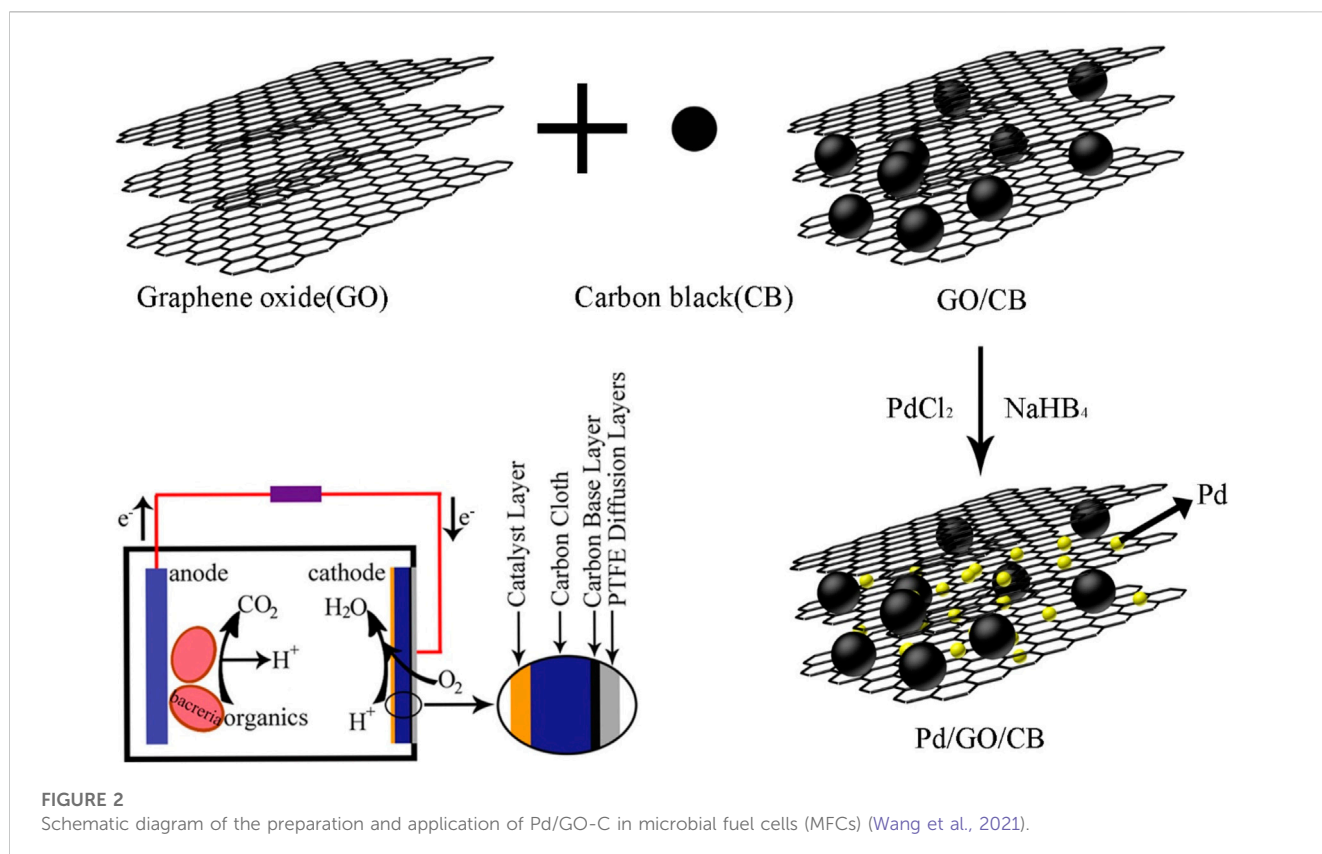 Graphene oxide(GO)
Carbon black(CB)
GO/CB
PdCl₂
NaHB₄
Pd
Pd/GO/CB
e⁻
e⁻
anode
cathode
CO₂
H₂O
H⁺
O₂
bacreria
organics
H⁺
Catalyst Layer
Carbon Cloth
Carbon Base Layer
PTFE Diffusion Layers
FIGURE 2
Schematic diagram of the preparation and application of Pd/GO-C in microbial fuel cells (MFCs) (Wang et al., 2021).